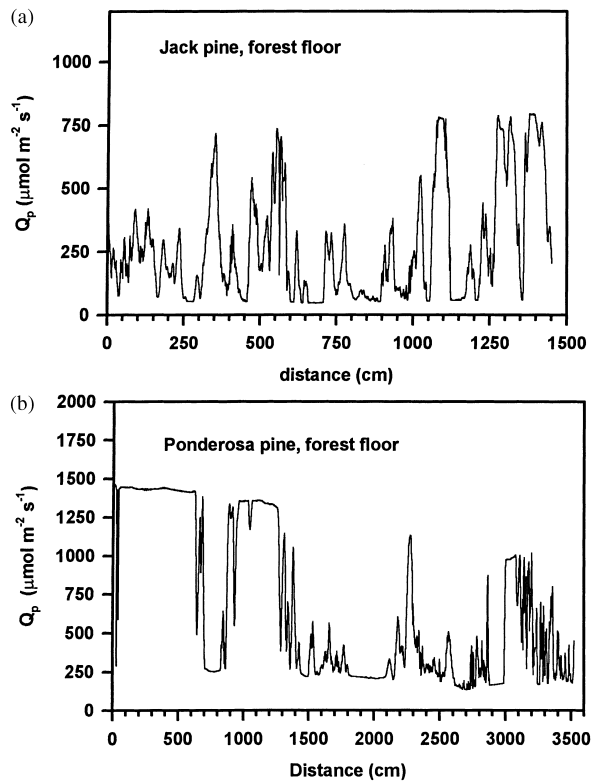 (a)
Jack pine, forest floor
1000
750
500
250
0
Qp (μmol m-2 s-1)
0 250 500 750 1000 1250 1500
distance (cm)
(b)
2000
Ponderosa pine, forest floor
1750
1500
1250
1000
750
500
250
0
Qp (μmol m-2 s-1)
0 500 1000 1500 2000 2500 3000 3500
Distance (cm)